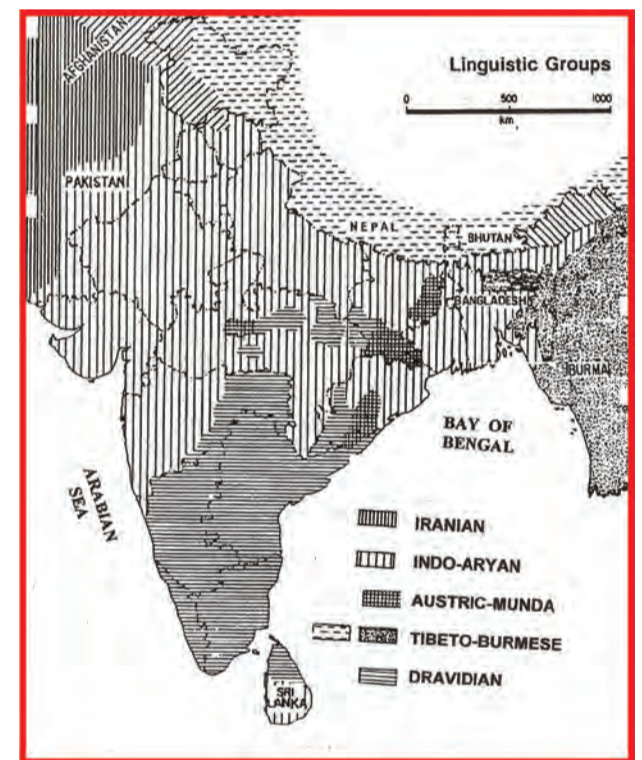 Linguistic Groups
0 500 1000
km
AFGHANISTAN
PAKISTAN
NEPAL
BHUTAN
BANGLADESH
BURMA
BAY OF
BENGAL
ARABIAN
SEA
IRANIAN
INDO-ARYAN
AUSTRIC-MUNDA
TIBETO-BURMESE
DRAVIDIAN
SRI
LANKA